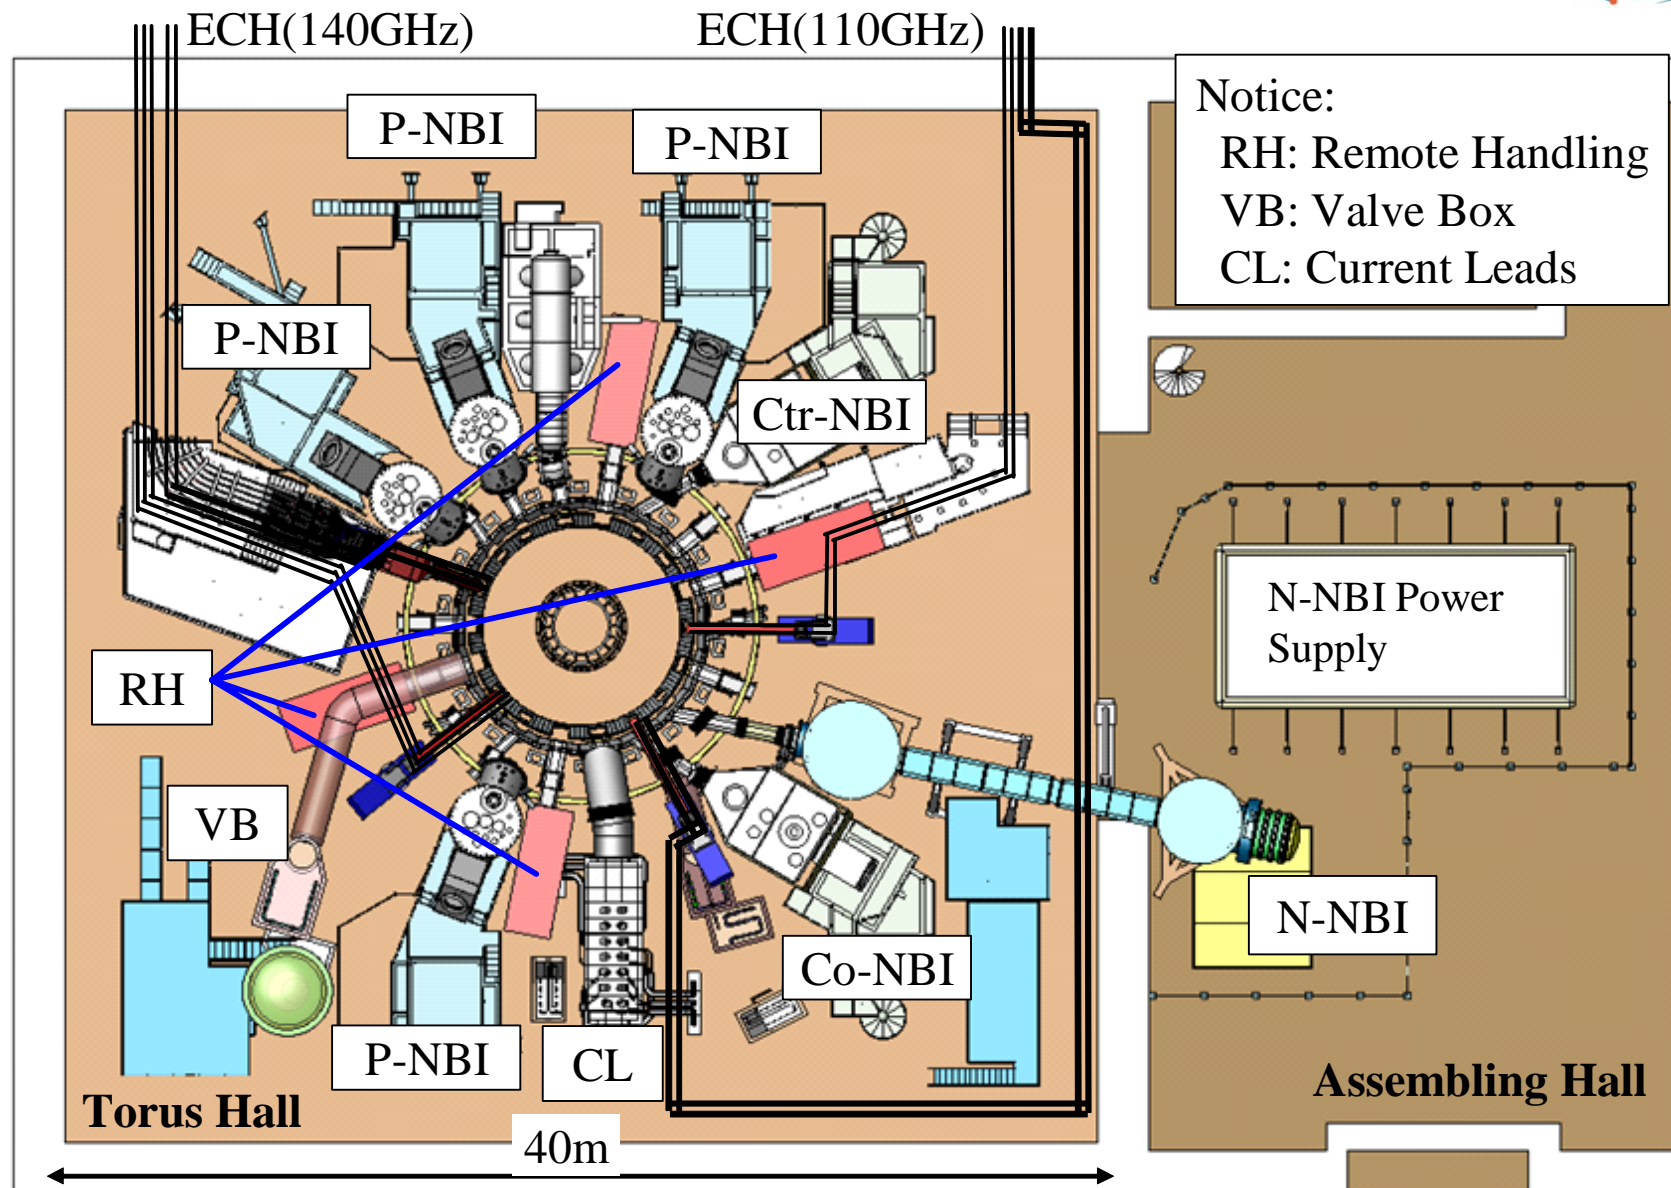 ECH(140GHz)
ECH(110GHz)
Notice:
RH: Remote Handling
VB: Valve Box
CL: Current Leads
P-NBI
P-NBI
P-NBI
Ctr-NBI
N-NBI Power
Supply
RH
VB
N-NBI
Co-NBI
P-NBI
CL
Torus Hall
Assembling Hall
40m